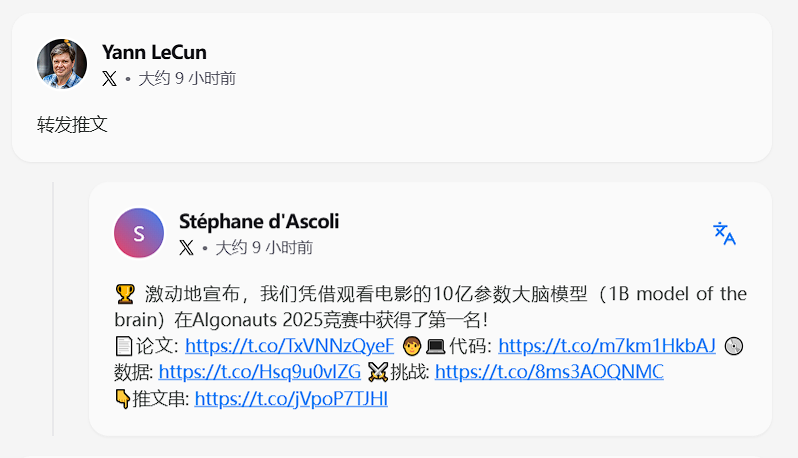 Yann LeCun
X • 大约 9 小时前
转发推文
S
Stéphane d'Ascoli
X • 大约 9 小时前
🏆 激动地宣布，我们凭借观看电影的10亿参数大脑模型（1B model of the
brain）在Algonauts 2025竞赛中获得了第一名！
📄论文: https://t.co/TxVNNzQyeF 🧑‍💻代码: https://t.co/m7km1HkbAJ 💿
数据: https://t.co/Hsq9u0vIZG ⚔️挑战: https://t.co/8ms3AOQNMC
👇推文串: https://t.co/jVpoP7TJHl